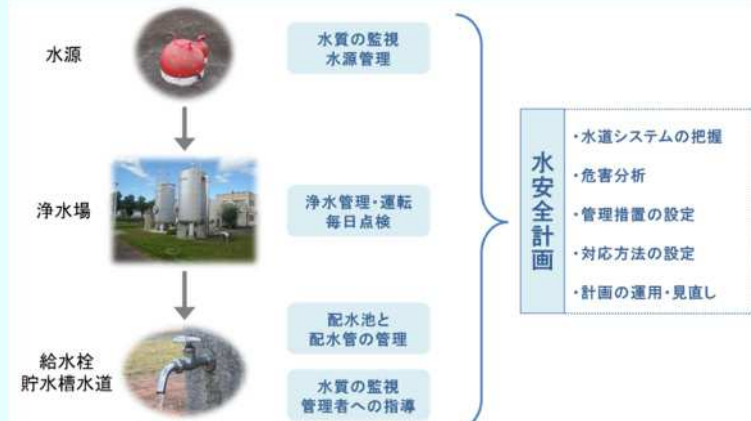 水源
水質の監視
水源管理
浄水場
浄水管理・運転
毎日点検
給水栓
貯水槽水道
配水池と
配水管の管理
水質の監視
管理者への指導
水安全計画
・水道システムの把握
・危害分析
・管理措置の設定
・対応方法の設定
・計画の運用・見直し